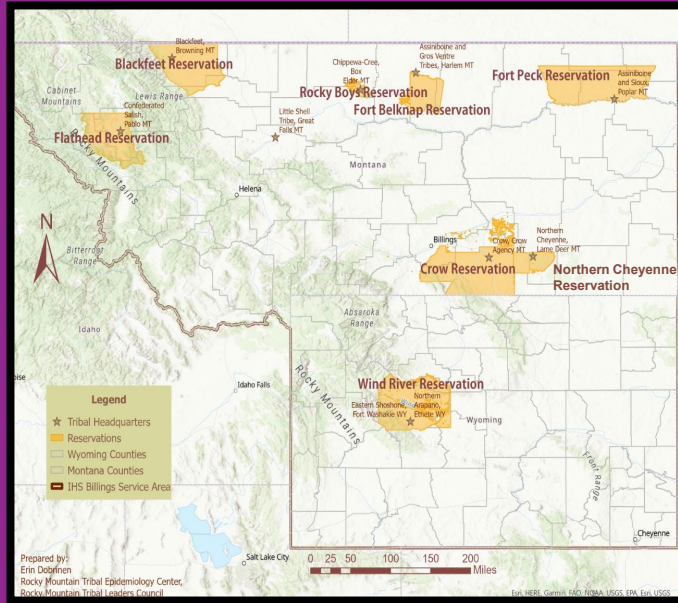 Blackfeet,
Browning MT
Blackfeet Reservation
Chippewa-Cree,
Box
Elder MT
Rocky Boys Reservation
Assiniboine and
Gros Ventre
Tribes, Harlem MT
Fort Belknap Reservation
Fort Peck Reservation
Assiniboine
and Sioux,
Poplar MT
Cabinet
Mountains
Lewis Range
Confederated
Salish,
Pablo MT
Flathead Reservation
Little Shell
Tribe, Great
Falls MT
Rocky Mountains
Montana
Helena
N
Bitterroot
Range
Billings
Crow, Crow
Agency MT
Northern
Cheyenne,
Lame Deer MT
Crow Reservation
Northern Cheyenne
Reservation
Absaroka
Range
Idaho
oise
Idaho Falls
Rocky Mountains
Wind River Reservation
Eastern Shoshone,
Fort Washakie WY
Northern
Arapaho,
Ethete WY
Wyoming
Legend
Tribal Headquarters
Reservations
Wyoming Counties
Montana Counties
IHS Billings Service Area
Front Range
Cheyenne
Salt Lake City
Prepared by:
Erin Dobrinen
Rocky Mountain Tribal Epidemiology Center,
Rocky Mountain Tribal Leaders Council
0 25 50 100 150 200
Miles
Esri, HERE, Garmin, FAO, NOAA, USGS, EPA, Esri, USGS